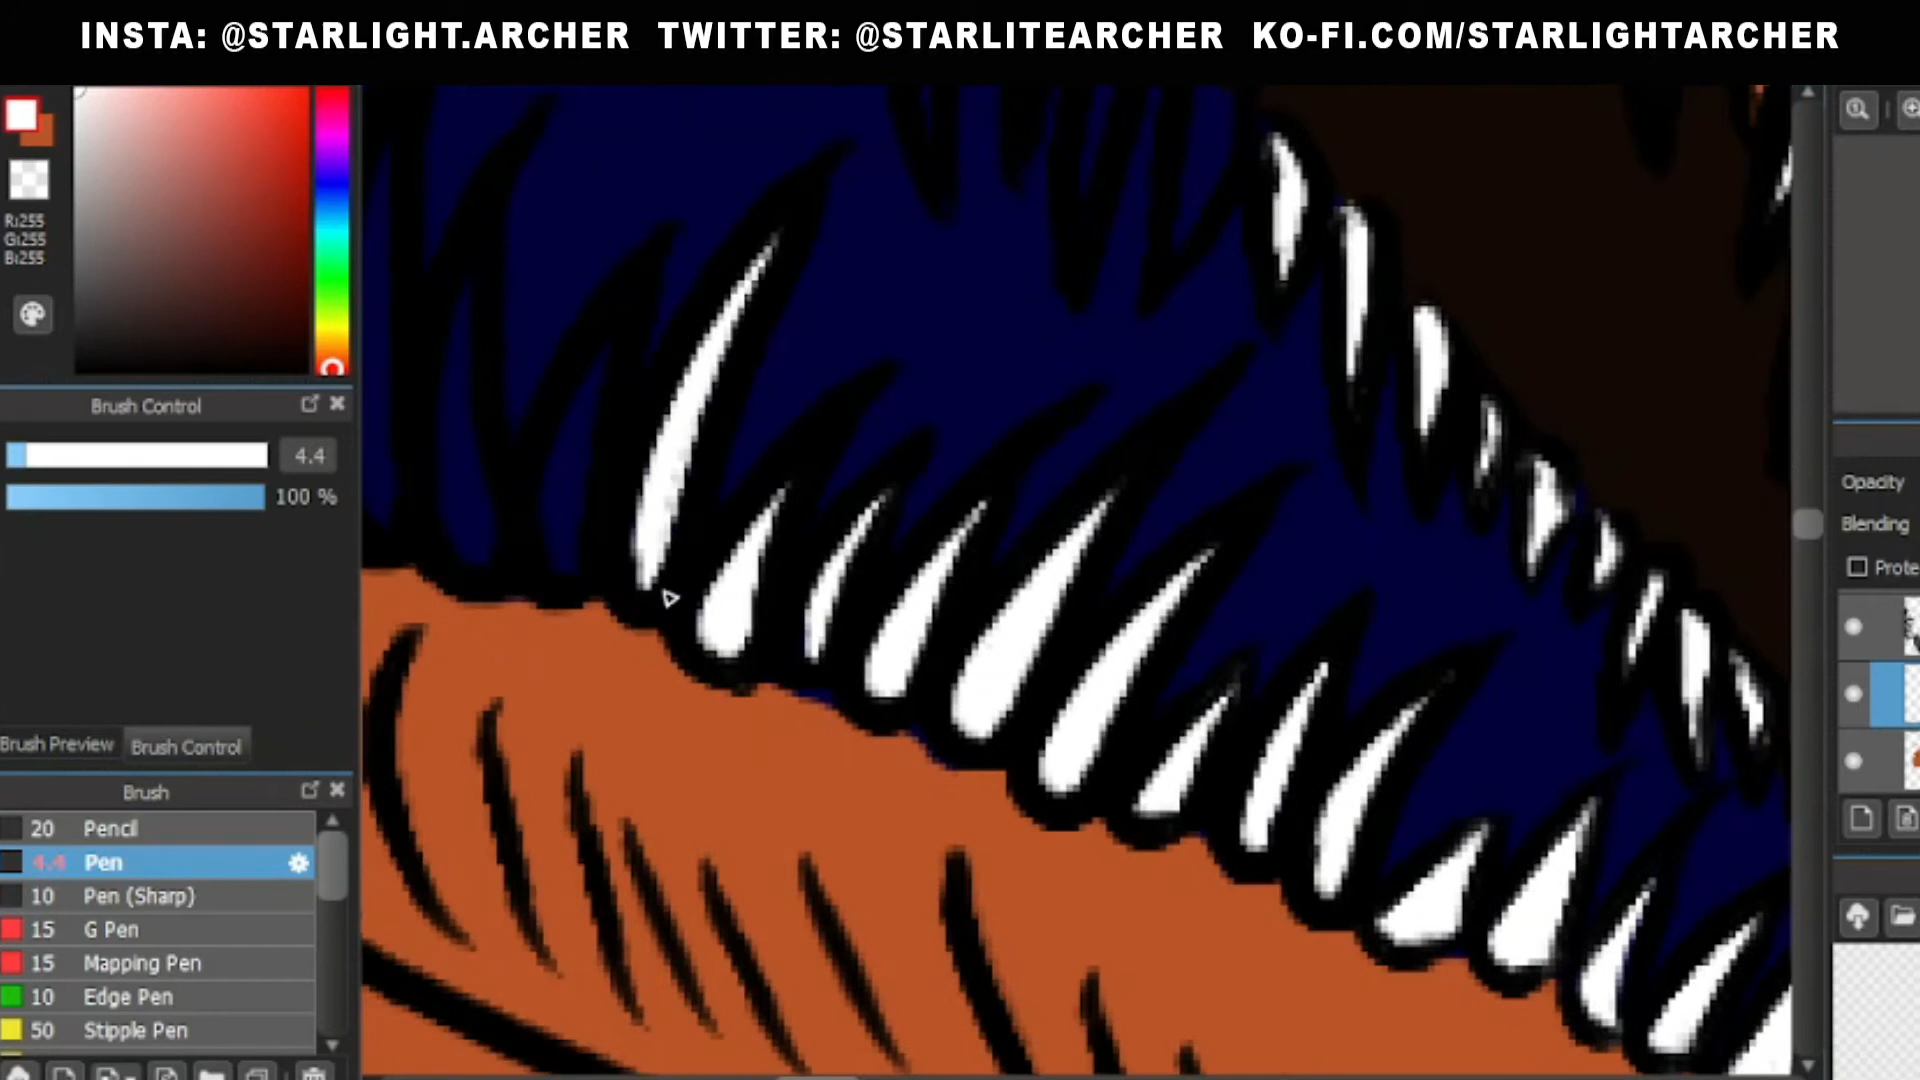 INSTA: @STARLIGHT.ARCHER TWITTER: @STARLITEARCHER KO-FI.COM/STARLIGHTARCHER
R:255
G:255
B:255
Brush Control
4.4
100 %
Brush Preview Brush Control
Brush
20 Pencil
4.4 Pen
10 Pen (Sharp)
15 G Pen
15 Mapping Pen
10 Edge Pen
50 Stipple Pen
Opacity
Blending
Prote